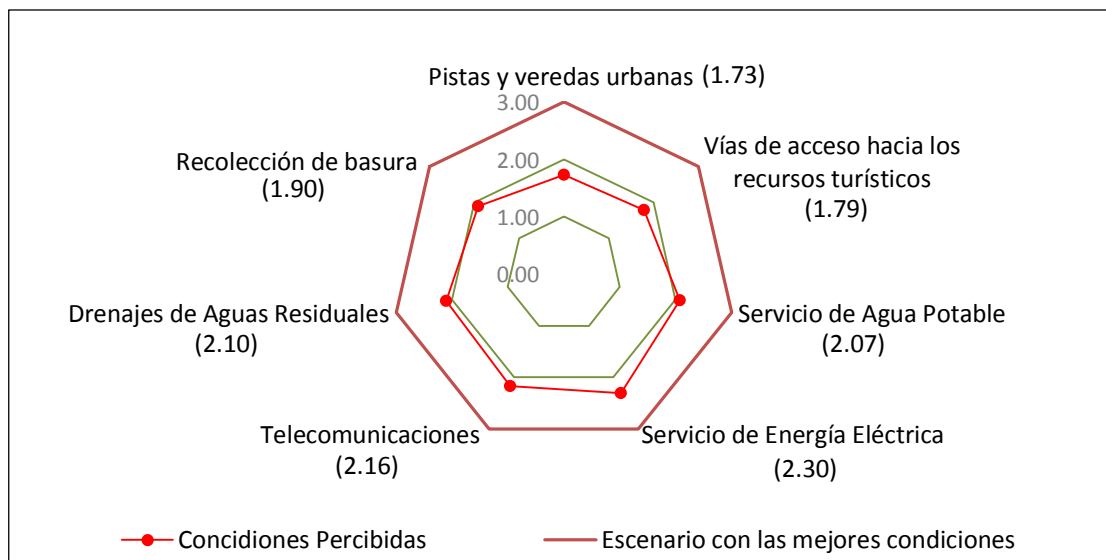 Pistas y veredas urbanas (1.73)
3.00
2.00
1.00
0.00
Vías de acceso hacia los
recursos turísticos
(1.79)
Servicio de Agua Potable
(2.07)
Servicio de Energía Eléctrica
(2.30)
Telecomunicaciones
(2.16)
Drenajes de Aguas Residuales
(2.10)
Recolección de basura
(1.90)
Concidiones Percibidas
Escenario con las mejores condiciones